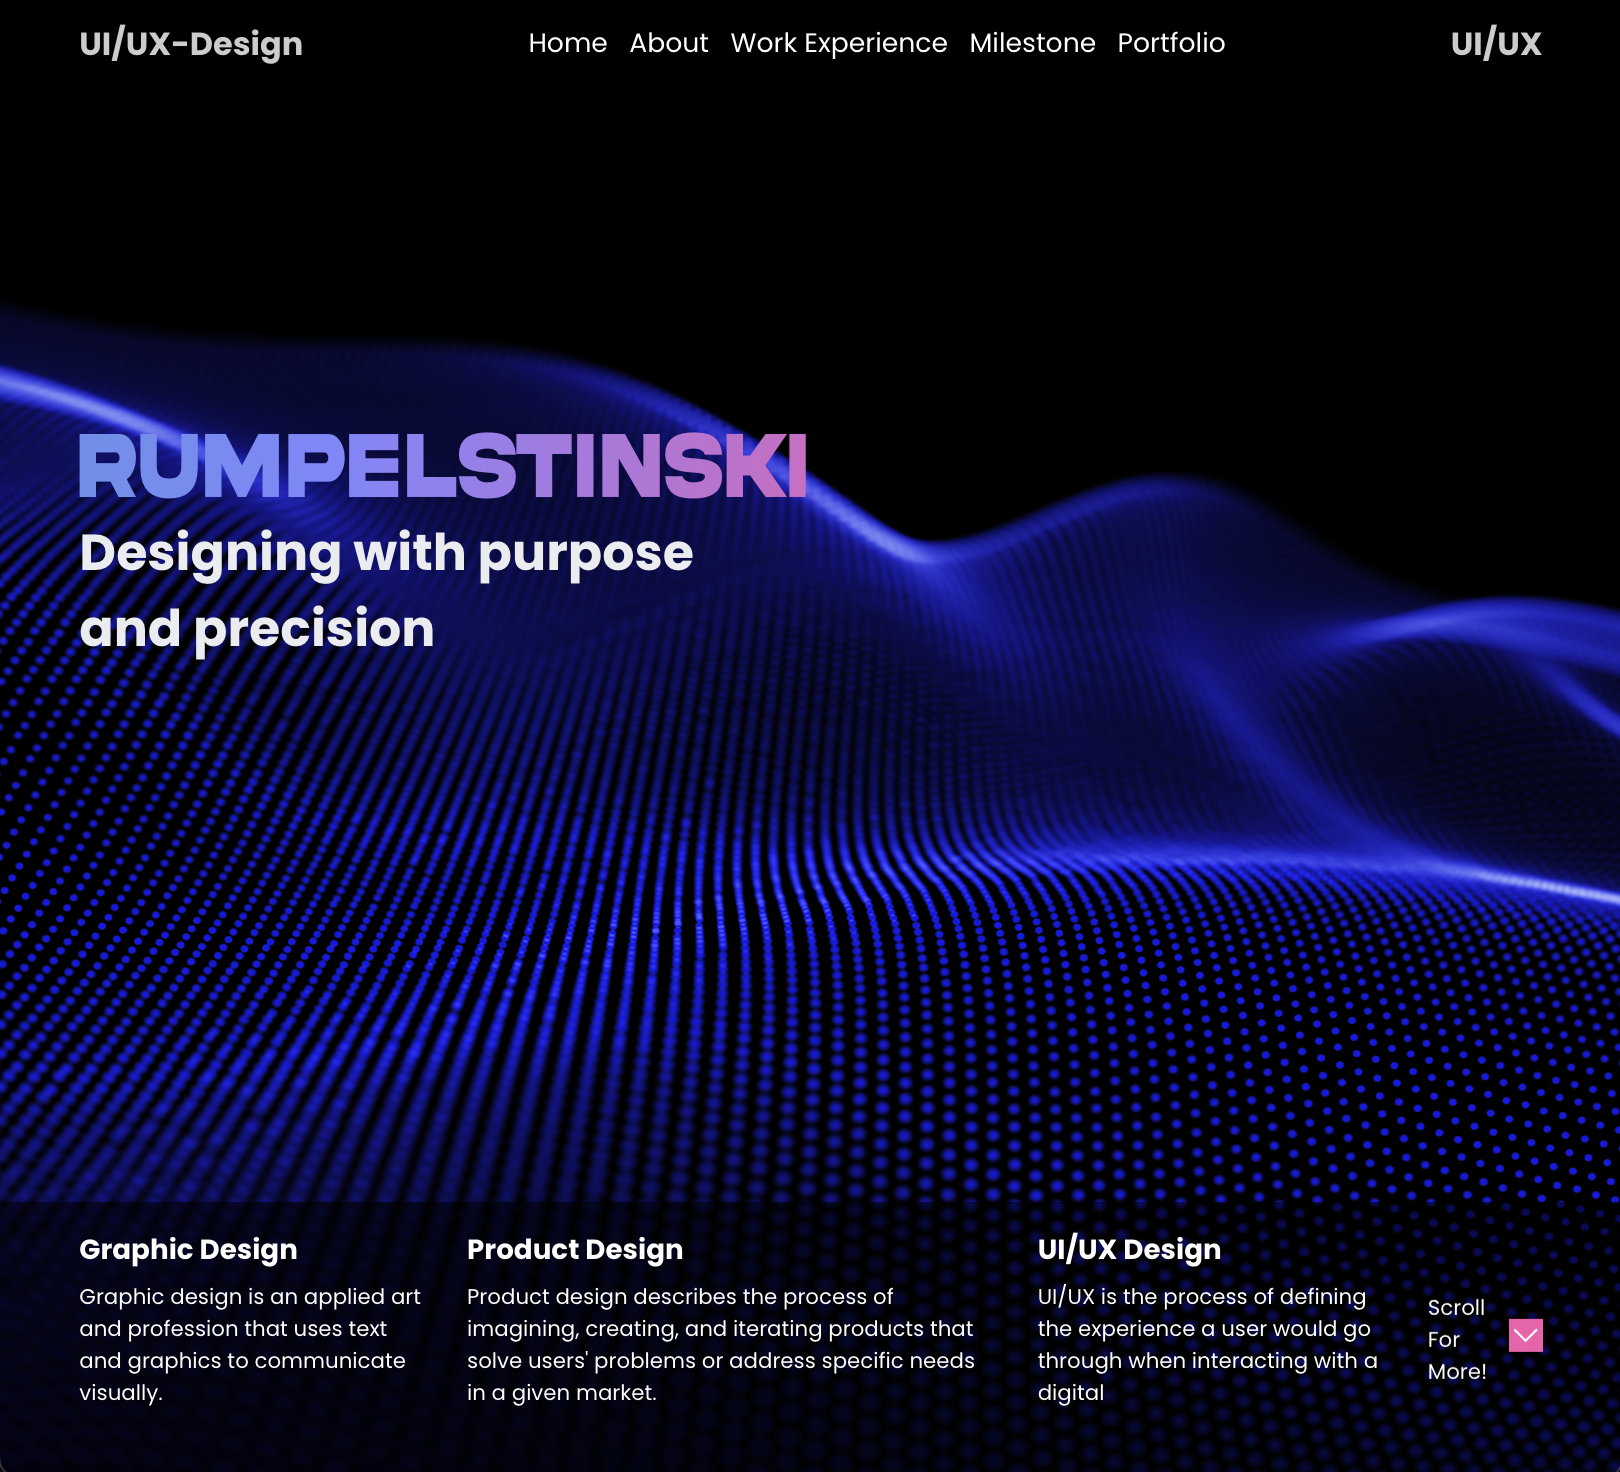 UI/UX-Design
Home About Work Experience Milestone Portfolio
UI/UX
RUMPELSTINSKI
Designing with purpose
and precision
Graphic Design
Graphic design is an applied art
and profession that uses text
and graphics to communicate
visually.
Product Design
Product design describes the process of
imagining, creating, and iterating products that
solve users' problems or address specific needs
in a given market.
UI/UX Design
UI/UX is the process of defining
the experience a user would go
through when interacting with a
digital
Scroll
For
More!